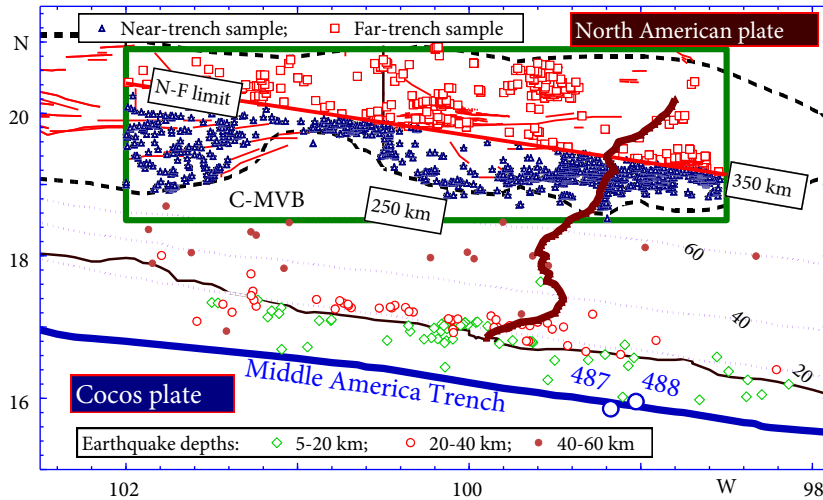 Near-trench sample; Far-trench sample
North American plate
N
N-F limit
20
350 km
C-MVB
250 km
60
18
40
20
487 488
Middle America Trench
Cocos plate
16
Earthquake depths: 5-20 km; 20-40 km; 40-60 km
102 100 W 98